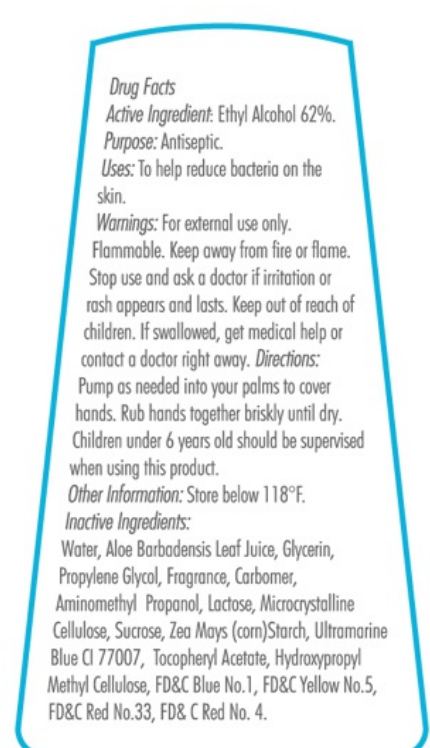 Drug Facts
Active Ingredient: Ethyl Alcohol 62%.
Purpose: Antiseptic.
Uses: To help reduce bacteria on the
skin.
Warnings: For external use only.
Flammable. Keep away from fire or flame.
Stop use and ask a doctor if irritation or
rash appears and lasts. Keep out of reach of
children. If swallowed, get medical help or
contact a doctor right away. Directions:
Pump as needed into your palms to cover
hands. Rub hands together briskly until dry.
Children under 6 years old should be supervised
when using this product.
Other Information: Store below 118°F.
Inactive Ingredients:
Water, Aloe Barbadensis Leaf Juice, Glycerin,
Propylene Glycol, Fragrance, Carbomer,
Aminomethyl Propanol, Lactose, Microcrystalline
Cellulose, Sucrose, Zea Mays (corn)Starch, Ultramarine
Blue CI 77007, Tocopheryl Acetate, Hydroxypropyl
Methyl Cellulose, FD&C Blue No.1, FD&C Yellow No.5,
FD&C Red No.33, FD& C Red No. 4.